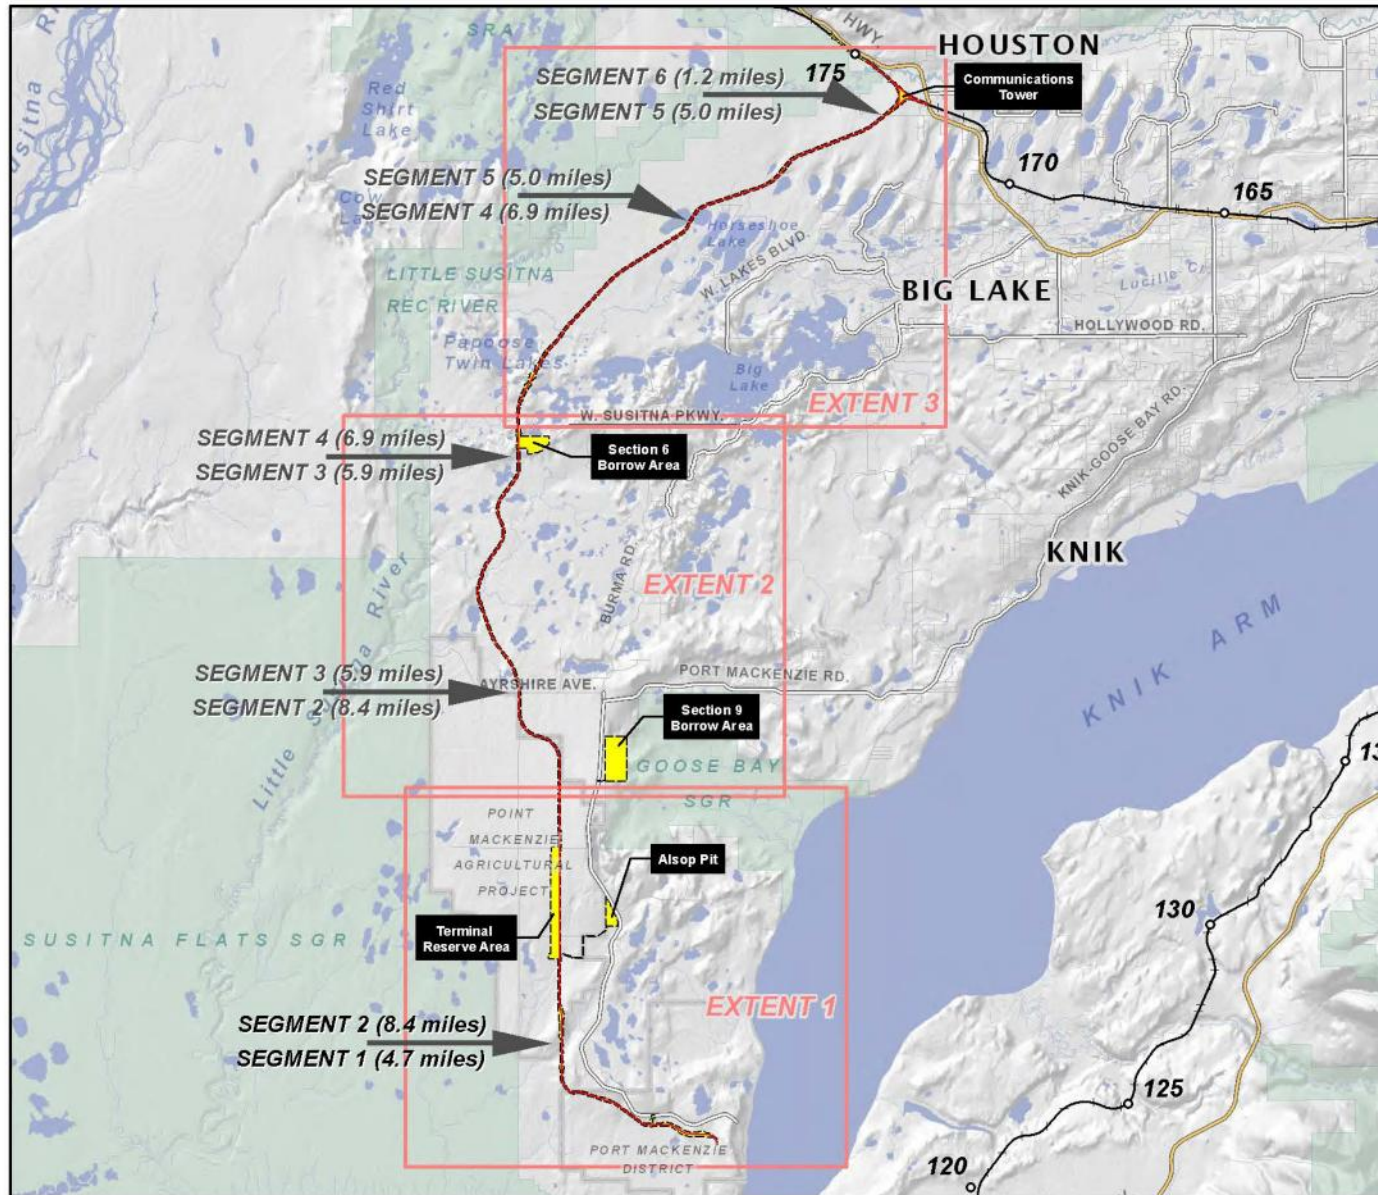 HWY.
SRA
HOUSTON
175
SEGMENT 6 (1.2 miles)
SEGMENT 5 (5.0 miles)
Communications
Tower
Red
Shirt
Lake
170
165
SEGMENT 5 (5.0 miles)
SEGMENT 4 (6.9 miles)
Horseshoe
Lake
W. LAKES BLVD.
BIG LAKE
Lucille Cr.
HOLLYWOOD RD.
LITTLE SUSITNA
REC RIVER
Papoose
Twin Lakes
Big
Lake
EXTENT 3
W. SUSITNA PKWY.
KNIK-GOOSE BAY RD.
SEGMENT 4 (6.9 miles)
SEGMENT 3 (5.9 miles)
Section 6
Borrow Area
KNIK
BURMA RD.
EXTENT 2
Little Susitna River
KNIK ARM
SEGMENT 3 (5.9 miles)
SEGMENT 2 (8.4 miles)
AYRSHIRE AVE.
PORT MACKENZIE RD.
Section 9
Borrow Area
GOOSE BAY
SGR
POINT
MACKENZIE
AGRICULTURAL
PROJECT
Alsop Pit
Terminal
Reserve Area
130
SUSITNA FLATS SGR
EXTENT 1
SEGMENT 2 (8.4 miles)
SEGMENT 1 (4.7 miles)
125
PORT MACKENZIE
DISTRICT
120